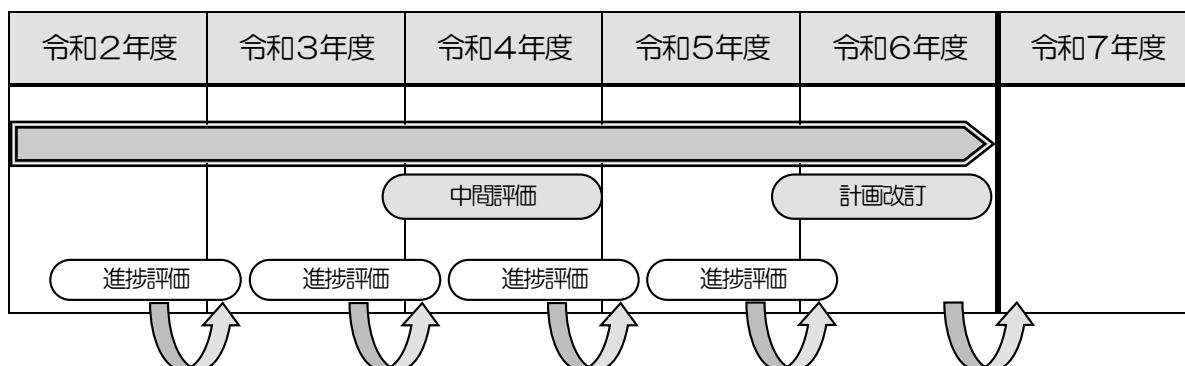 令和2年度 令和3年度 令和4年度 令和5年度 令和6年度 令和7年度
中間評価 計画改訂
進捗評価 進捗評価 進捗評価 進捗評価